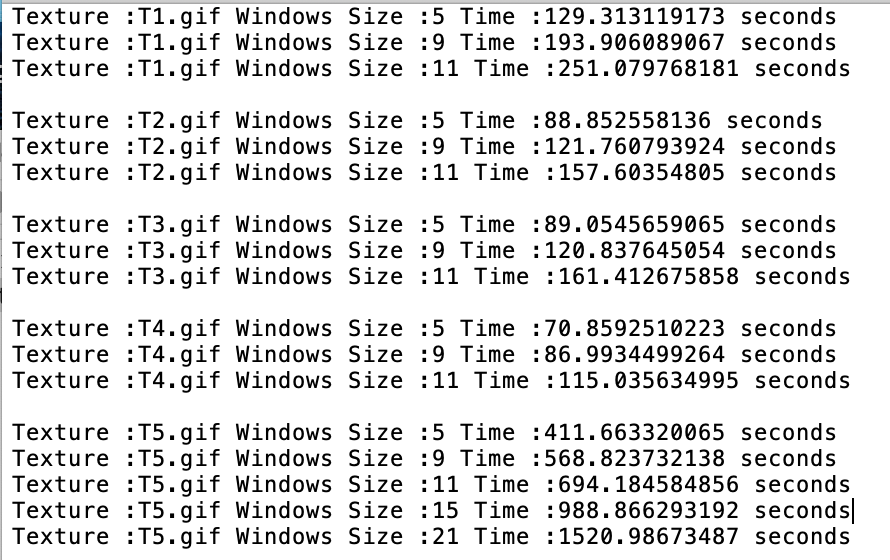 Texture :T1.gif Windows Size :5 Time :129.313119173 seconds
Texture :T1.gif Windows Size :9 Time :193.906089067 seconds
Texture :T1.gif Windows Size :11 Time :251.079768181 seconds
Texture :T2.gif Windows Size :5 Time :88.852558136 seconds
Texture :T2.gif Windows Size :9 Time :121.760793924 seconds
Texture :T2.gif Windows Size :11 Time :157.60354805 seconds
Texture :T3.gif Windows Size :5 Time :89.0545659065 seconds
Texture :T3.gif Windows Size :9 Time :120.837645054 seconds
Texture :T3.gif Windows Size :11 Time :161.412675858 seconds
Texture :T4.gif Windows Size :5 Time :70.8592510223 seconds
Texture :T4.gif Windows Size :9 Time :86.9934499264 seconds
Texture :T4.gif Windows Size :11 Time :115.035634995 seconds
Texture :T5.gif Windows Size :5 Time :411.663320065 seconds
Texture :T5.gif Windows Size :9 Time :568.823732138 seconds
Texture :T5.gif Windows Size :11 Time :694.184584856 seconds
Texture :T5.gif Windows Size :15 Time :988.866293192 seconds
Texture :T5.gif Windows Size :21 Time :1520.98673487 seconds